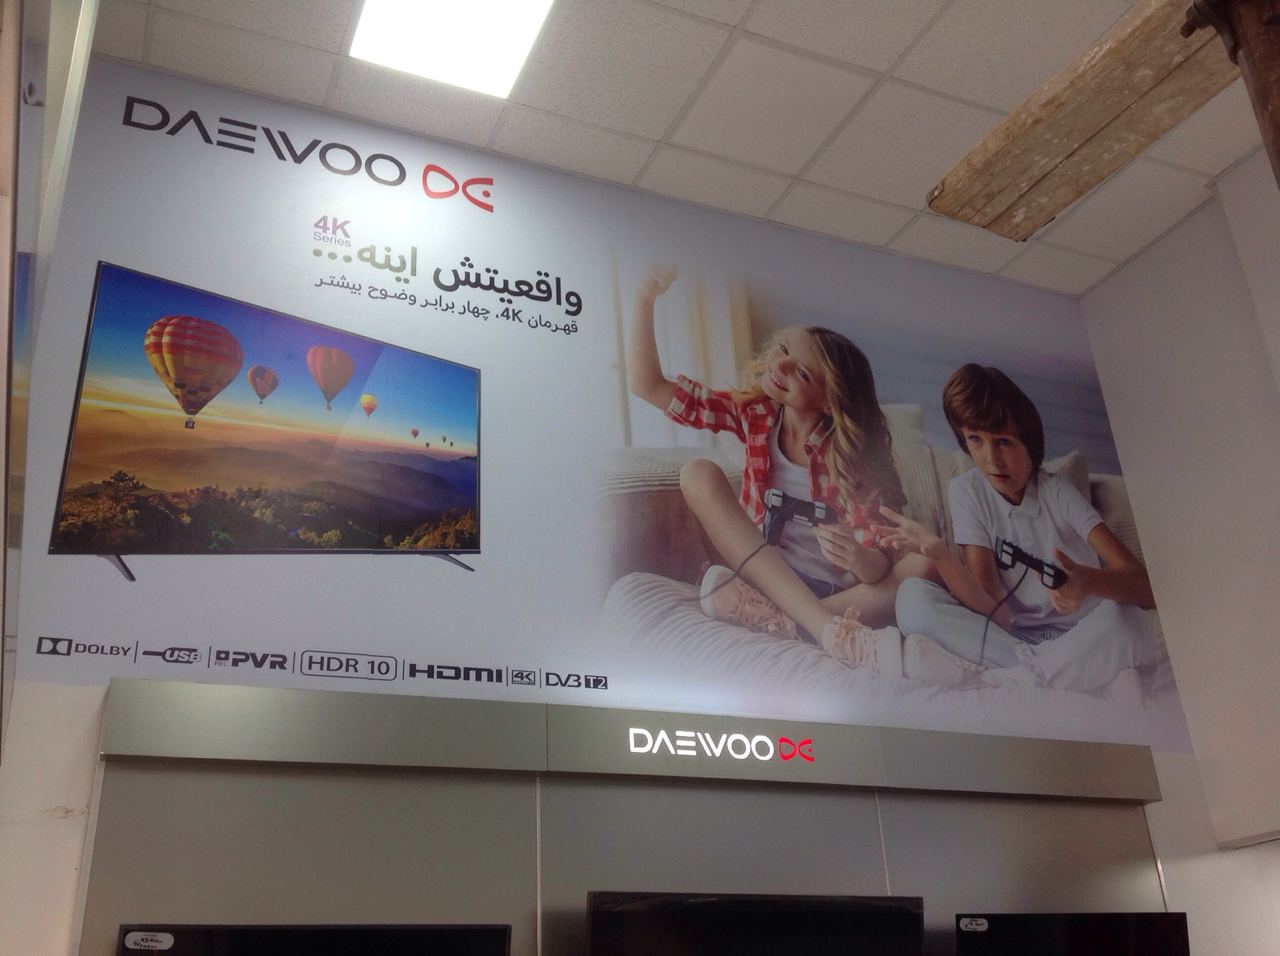 DAEWOO
4K
Series
واقعیتش اینه...
قهرمان 4K، چهار برابر وضوح بیشتر
DOLBY USB REC PVR HDR 10 HDMI 4K DVB T2
DAEWOO